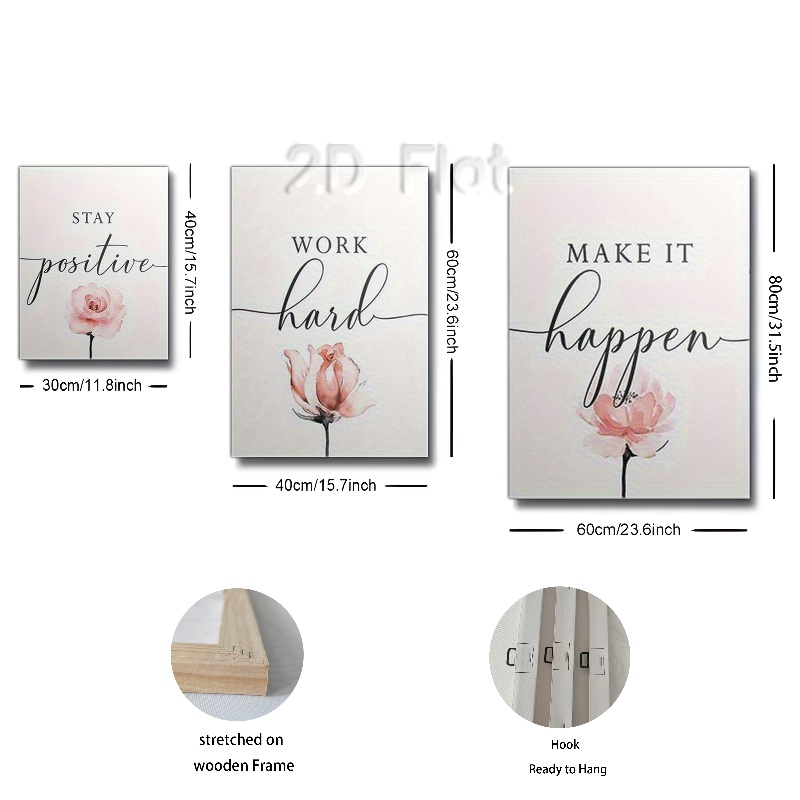 2D Flat
STAY
positive
40cm/15.7inch
30cm/11.8inch
WORK
hard
60cm/23.6inch
40cm/15.7inch
MAKE IT
happen
80cm/31.5inch
60cm/23.6inch
stretched on
wooden Frame
Hook
Ready to Hang